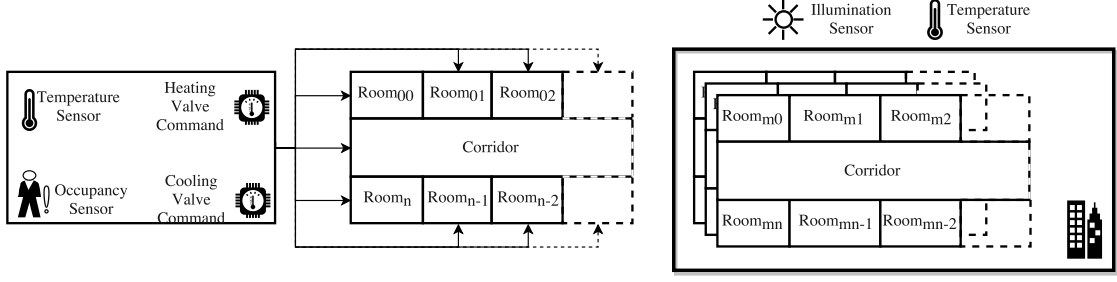 Illumination
Sensor
Temperature
Sensor
Temperature
Sensor
Heating
Valve
Command
Occupancy
Sensor
Cooling
Valve
Command
Room00
Room01
Room02
Corridor
Roomn
Roomn-1
Roomn-2
Roomm0
Roomm1
Roomm2
Corridor
Roommn
Roommn-1
Roommn-2